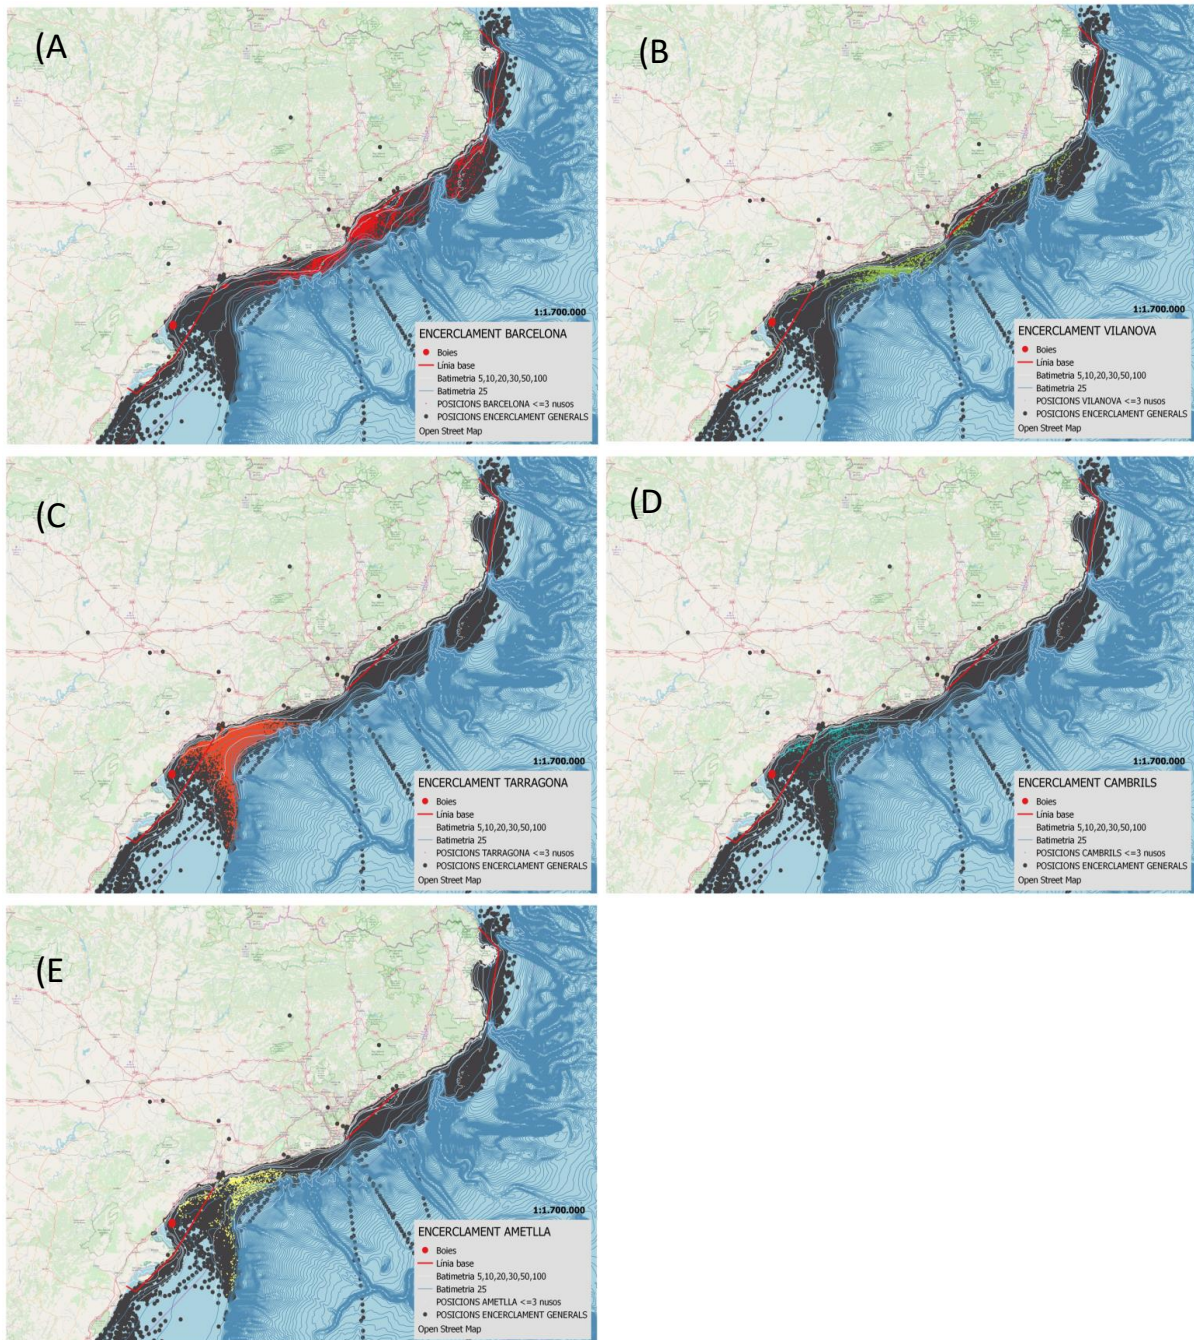 (A
1:1.700.000
ENCERCLAMENT BARCELONA
Boies
Línia base
Batimetria 5,10,20,30,50,100
Batimetria 25
POSICIONS BARCELONA <=3 nusos
POSICIONS ENCERCLAMENT GENERALS
Open Street Map
(B
1:1.700.000
ENCERCLAMENT VILANOVA
Boies
Línia base
Batimetria 5,10,20,30,50,100
Batimetria 25
POSICIONS VILANOVA <=3 nusos
POSICIONS ENCERCLAMENT GENERALS
Open Street Map
(C
1:1.700.000
ENCERCLAMENT TARRAGONA
Boies
Línia base
Batimetria 5,10,20,30,50,100
Batimetria 25
POSICIONS TARRAGONA <=3 nusos
POSICIONS ENCERCLAMENT GENERALS
Open Street Map
(D
1:1.700.000
ENCERCLAMENT CAMBRILS
Boies
Línia base
Batimetria 5,10,20,30,50,100
Batimetria 25
POSICIONS CAMBRILS <=3 nusos
POSICIONS ENCERCLAMENT GENERALS
Open Street Map
(E
1:1.700.000
ENCERCLAMENT AMETLLA
Boies
Línia base
Batimetria 5,10,20,30,50,100
Batimetria 25
POSICIONS AMETLLA <=3 nusos
POSICIONS ENCERCLAMENT GENERALS
Open Street Map